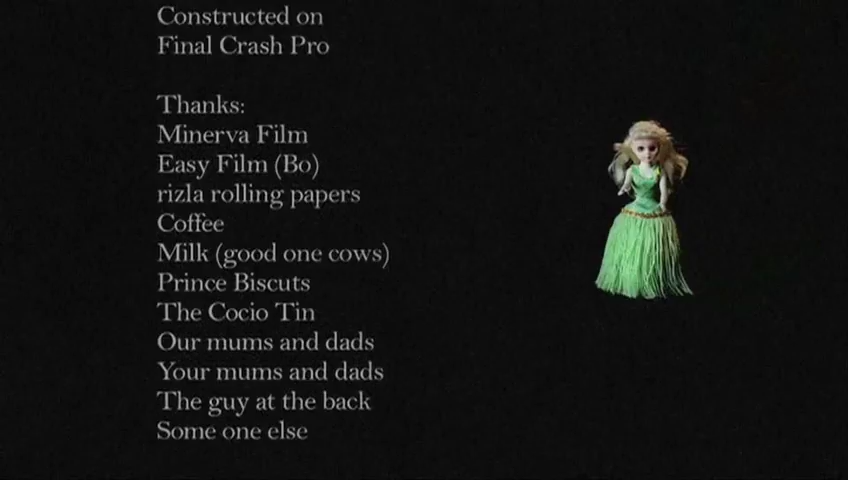 Constructed on
Final Crash Pro
Thanks:
Minerva Film
Easy Film (Bo)
rizla rolling papers
Coffee
Milk (good one cows)
Prince Biscuts
The Cocio Tin
Our mums and dads
Your mums and dads
The guy at the back
Some one else